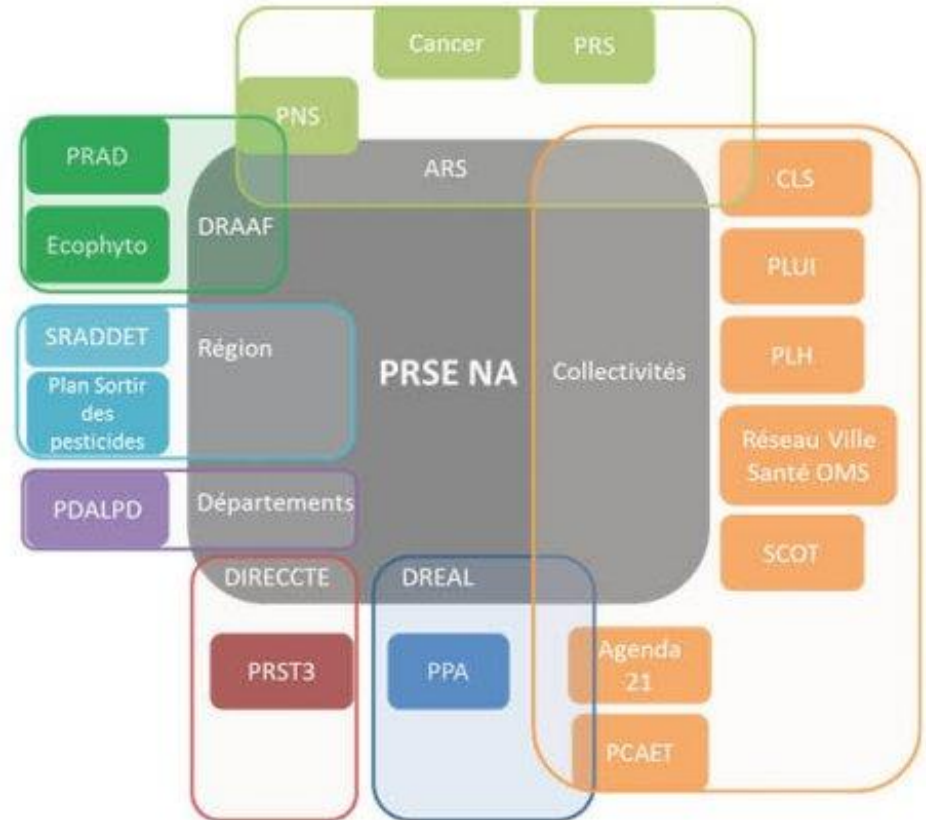 Cancer
PRS
PNS
ARS
PRAD
Ecophyto
DRAAF
SRADDET
Plan Sortir
des
pesticides
Région
PDALPD
Départements
PRSE NA
Collectivités
CLS
PLUI
PLH
Réseau Ville
Santé OMS
SCOT
DIRECCTE
PRST3
DREAL
PPA
Agenda
21
PCAET